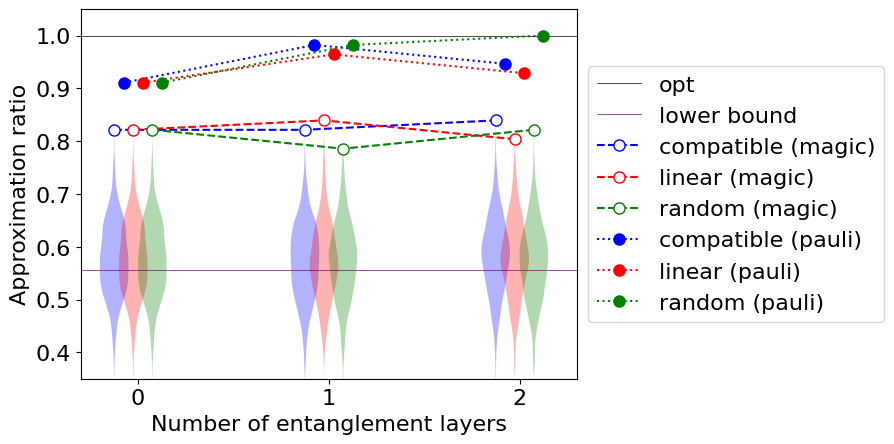 1.0
0.9
0.8
0.7
0.6
0.5
0.4
Approximation ratio
0 1 2
Number of entanglement layers
opt
lower bound
compatible (magic)
linear (magic)
random (magic)
compatible (pauli)
linear (pauli)
random (pauli)